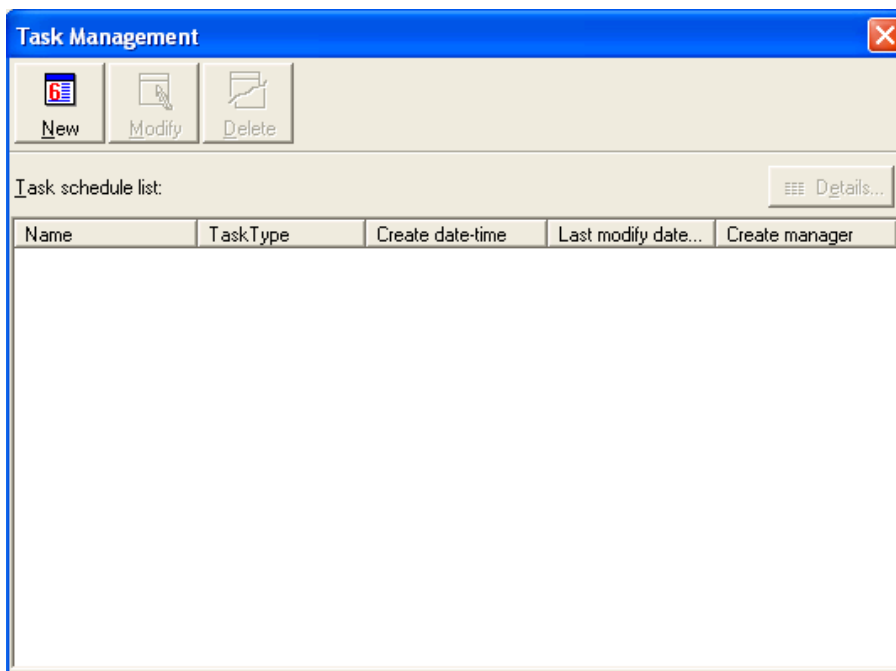 Task Management
6
New Modify Delete
Task schedule list: Details...
Name TaskType Create date-time Last modify date... Create manager